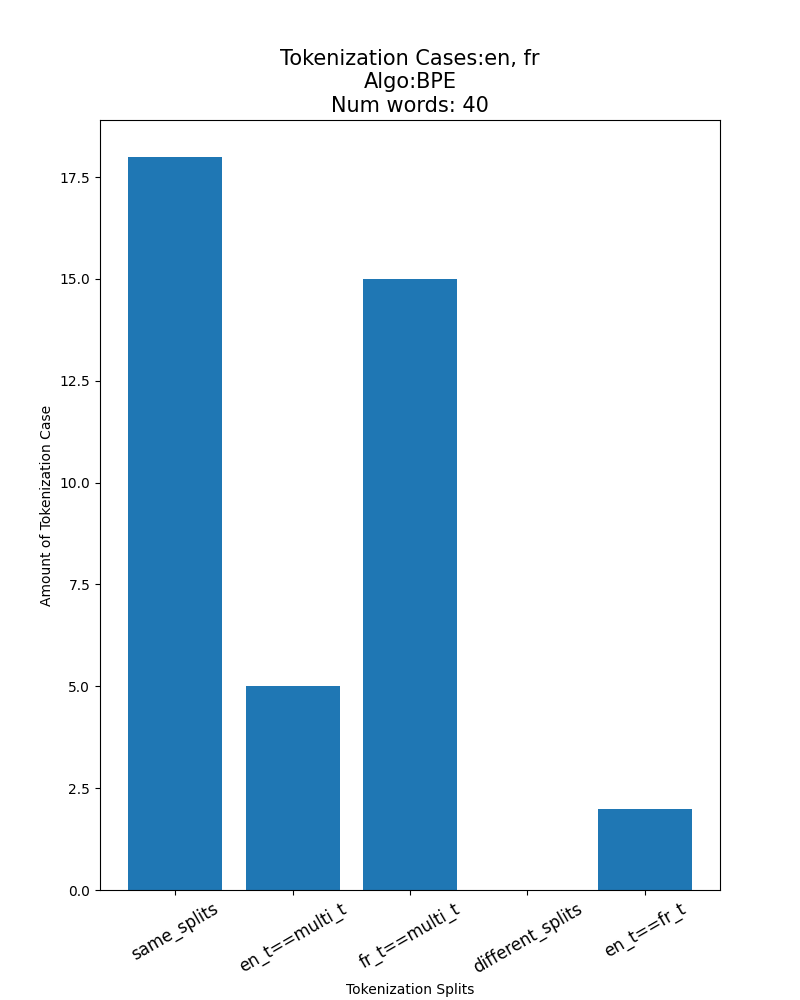 Tokenization Cases:en, fr
Algo:BPE
Num words: 40
Amount of Tokenization Case
17.5
15.0
12.5
10.0
7.5
5.0
2.5
0.0
same_splits
en_t==multi_t
fr_t==multi_t
different_splits
en_t==fr_t
Tokenization Splits